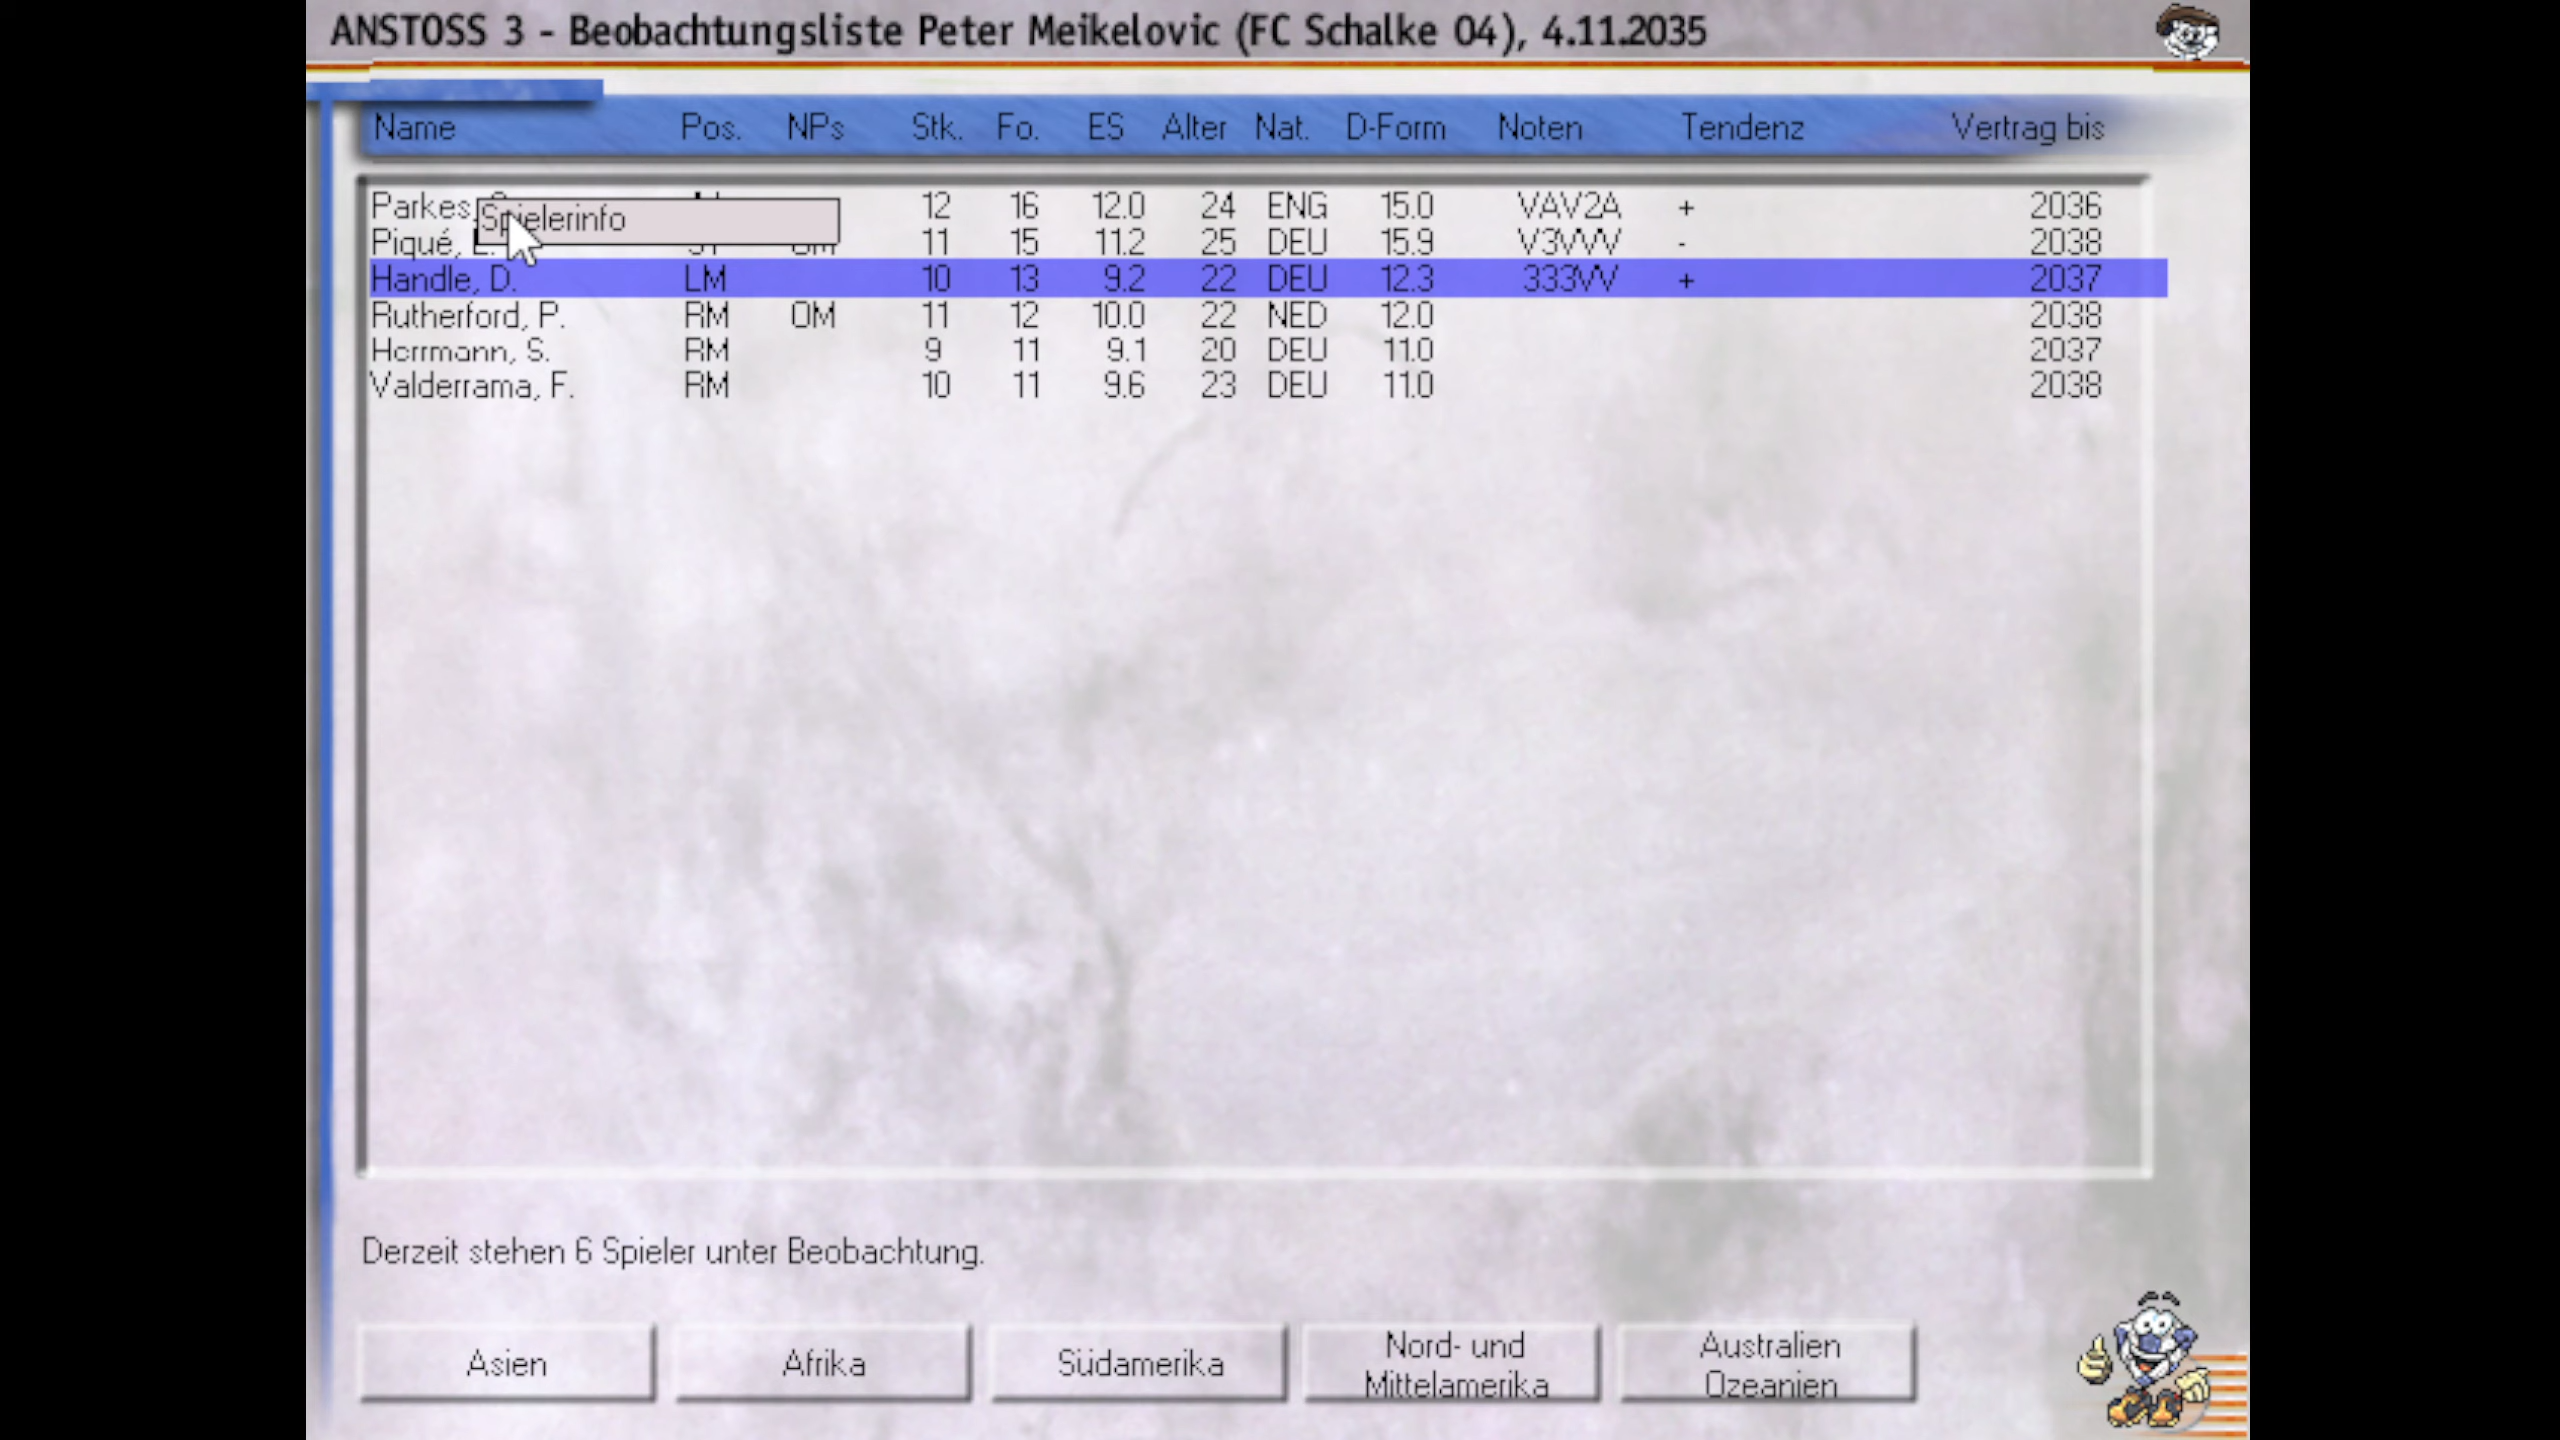 ANSTOSS 3 - Beobachtungsliste Peter Meikelovic (FC Schalke 04), 4.11.2035
Name Pos. NPs Stk. Fo. ES Alter Nat. D-Form Noten Tendenz Vertrag bis
Parkes, 12 16 12.0 24 ENG 15.0 VAV2A + 2036
Spielerinfo
Piqué, 11 15 11.2 25 DEU 15.9 V3VVV - 2038
Handle, D. LM 10 13 9.2 22 DEU 12.3 333VV + 2037
Rutherford, P. RM OM 11 12 10.0 22 NED 12.0 2038
Herrmann, S. RM 9 11 9.1 20 DEU 11.0 2037
Valderrama, F. RM 10 11 9.6 23 DEU 11.0 2038
Derzeit stehen 6 Spieler unter Beobachtung.
Asien
Afrika
Südamerika
Nord- und
Mittelamerika
Australien
Ozeanien